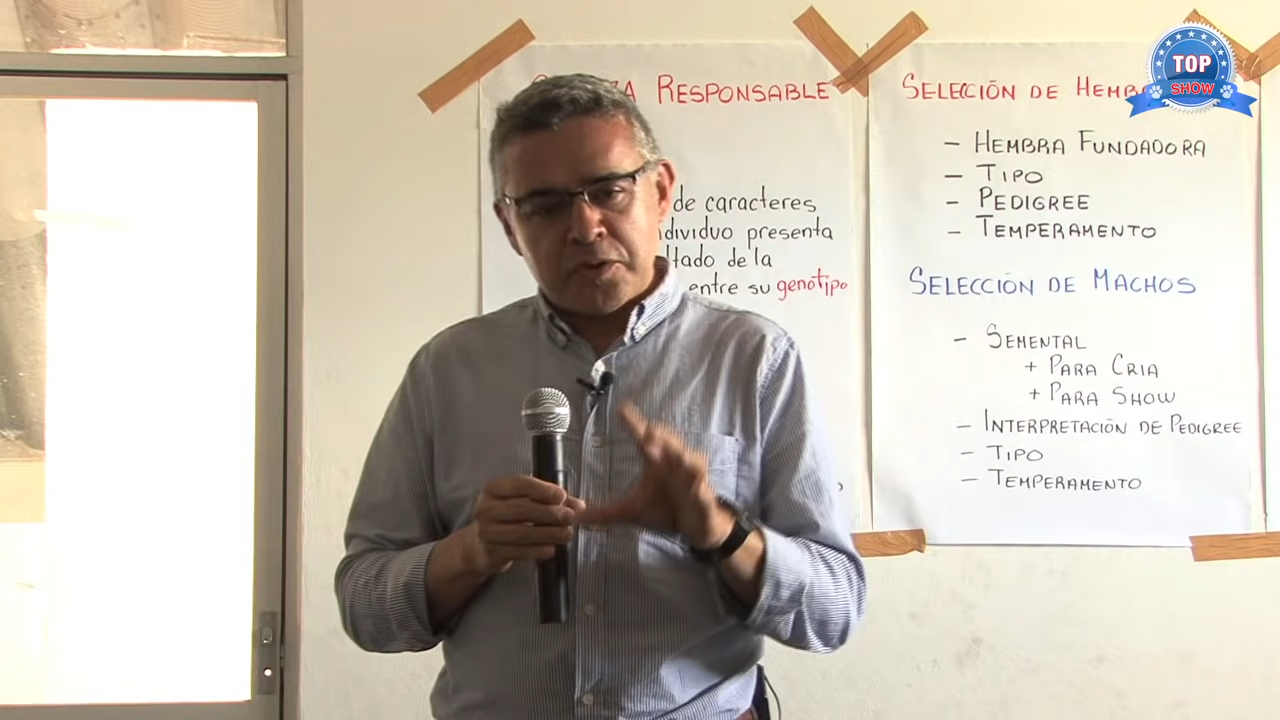 RESPONSABLE
de caracteres
dividuo presenta
ltado de la
entre su genotipo
SELECCIÓN DE HEMB
- HEMBRA FUNDADORA
- TIPO
- PEDIGREE
- TEMPERAMENTO
SELECCIÓN DE MACHOS
- SEMENTAL
+ PARA CRIA
+ PARA SHOW
- INTERPRETACIÓN DE PEDIGREE
- TIPO
- TEMPERAMENTO
TOP
SHOW